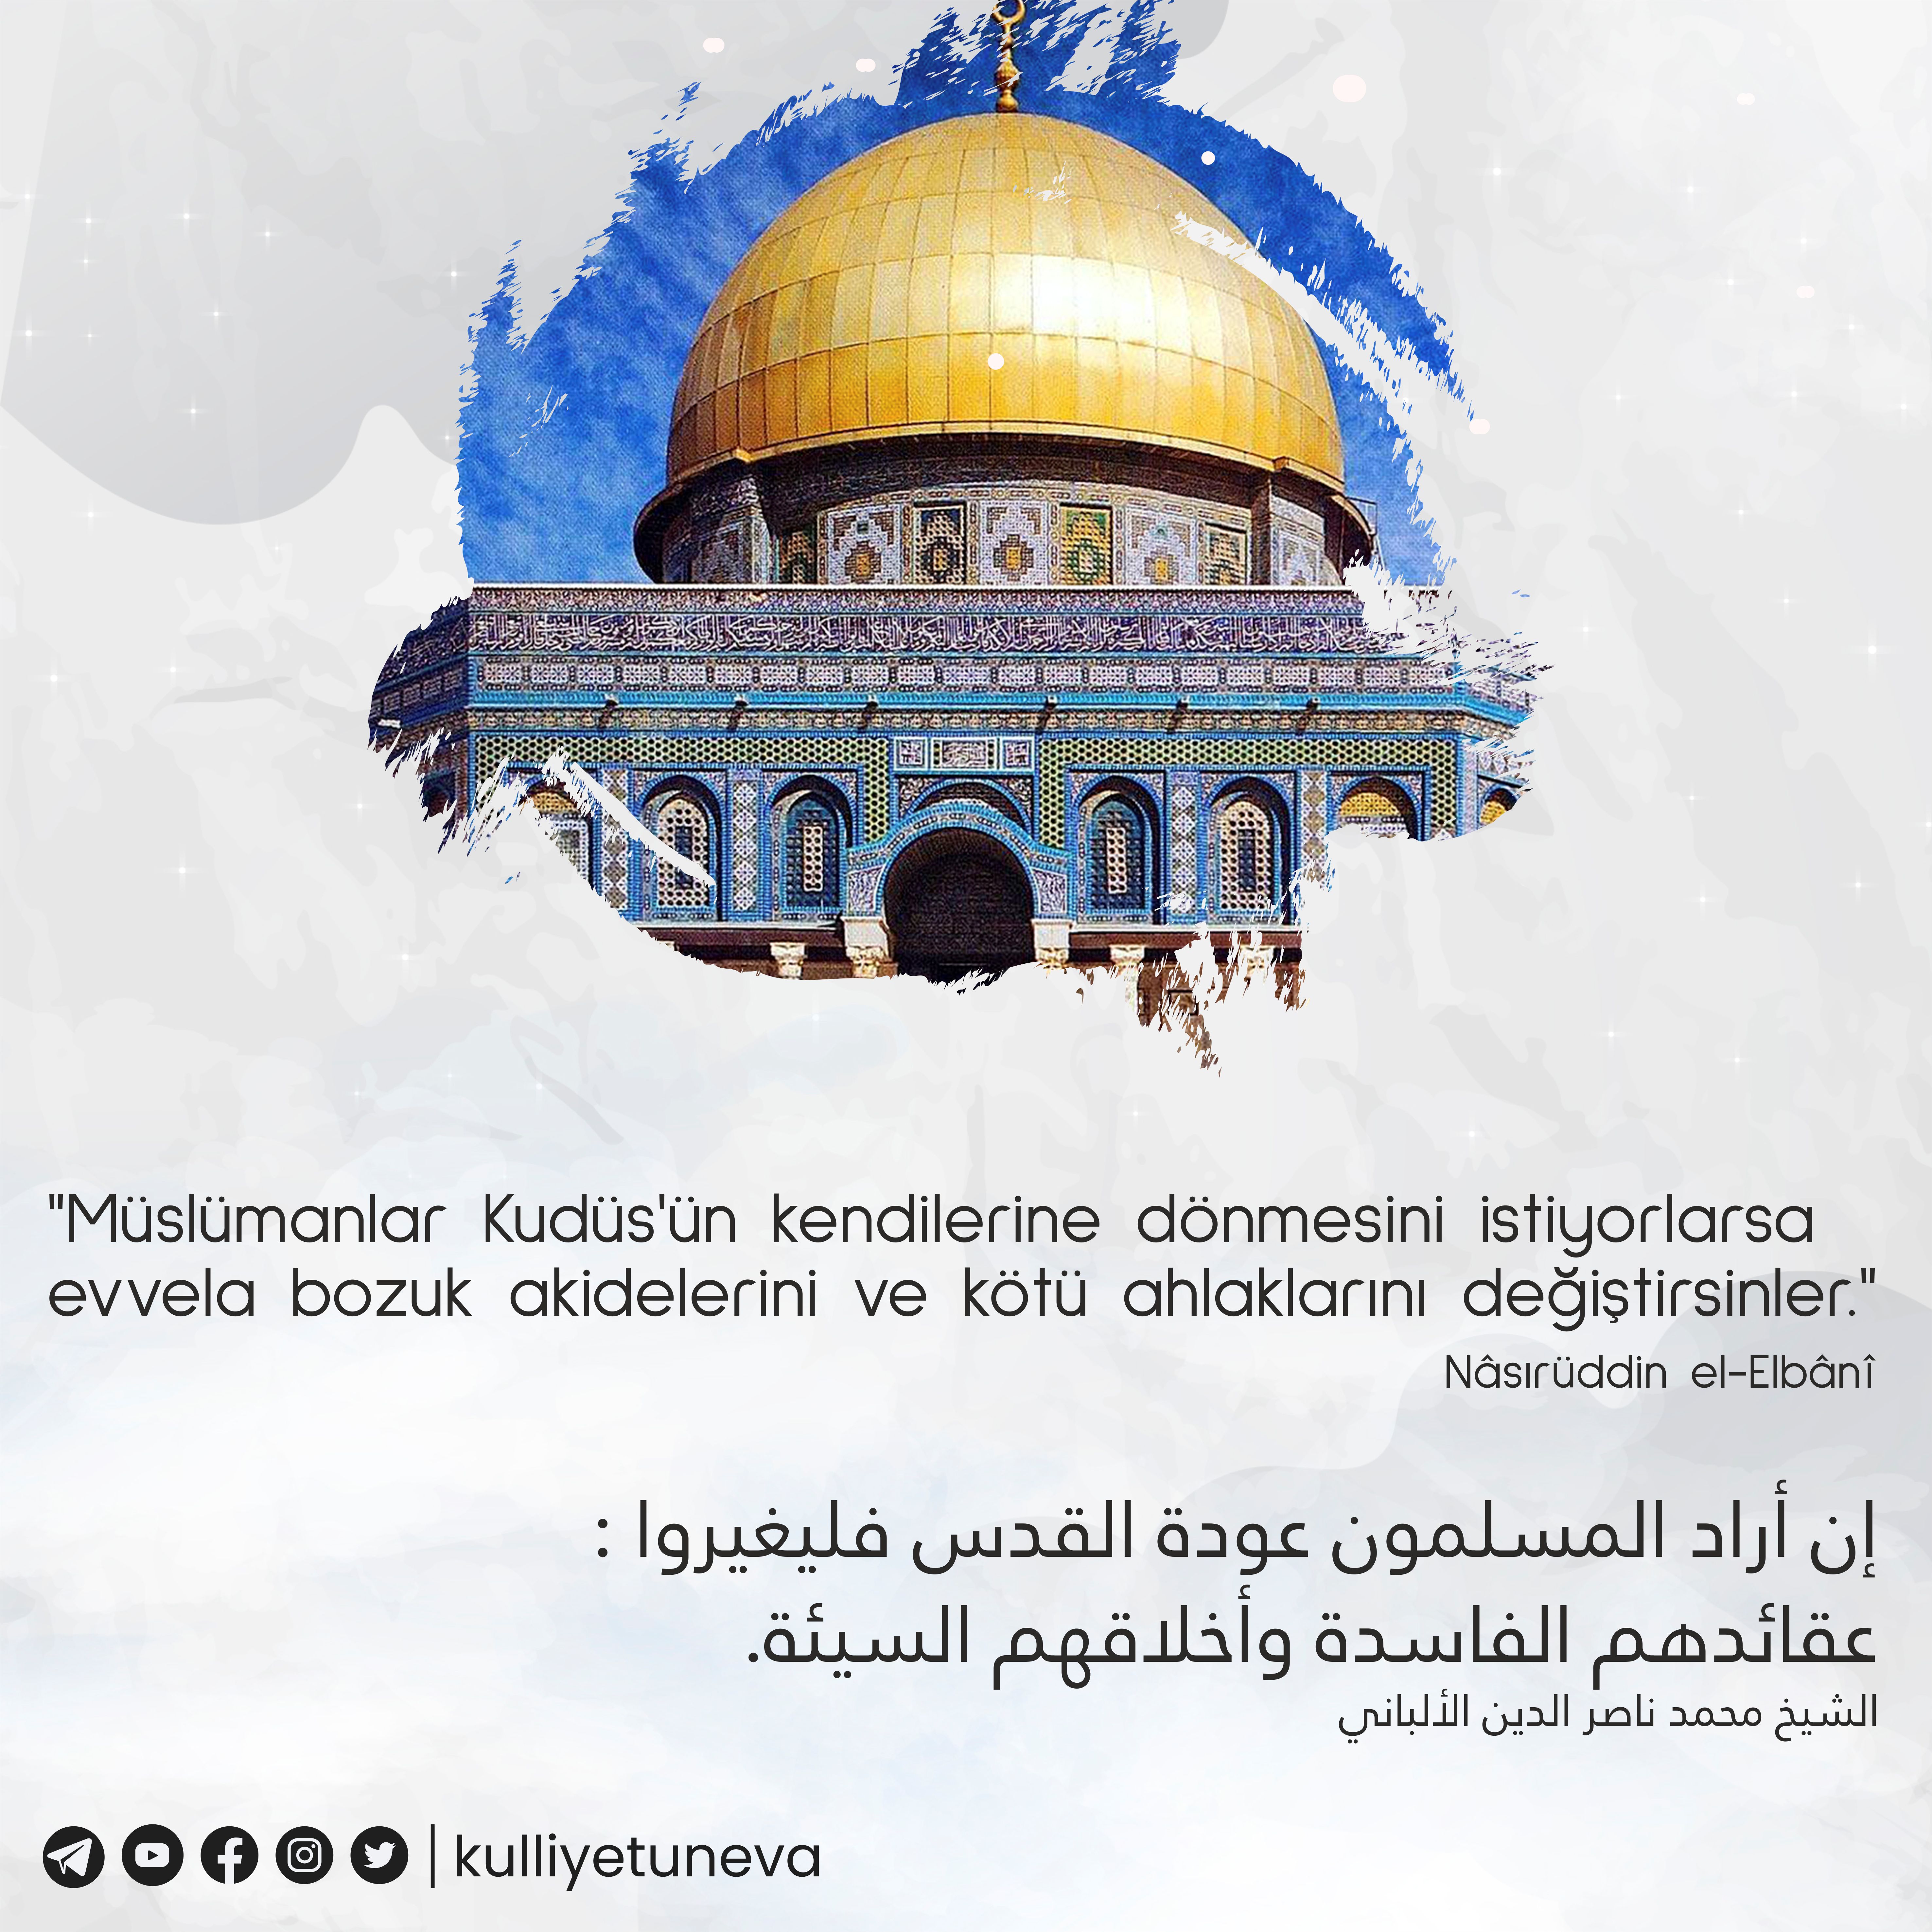 "Müslümanlar Kudüs'ün kendilerine dönmesini istiyorlarsa
evvela bozuk akidelerini ve kötü ahlaklarını değiştirsinler."
Nâsırüddin el-Elbânî
إن أراد المسلمون عودة القدس فليغيروا :
عقائدهم الفاسدة وأخلاقهم السيئة.
الشيخ محمد ناصر الدين الألباني
kulliyetuneva